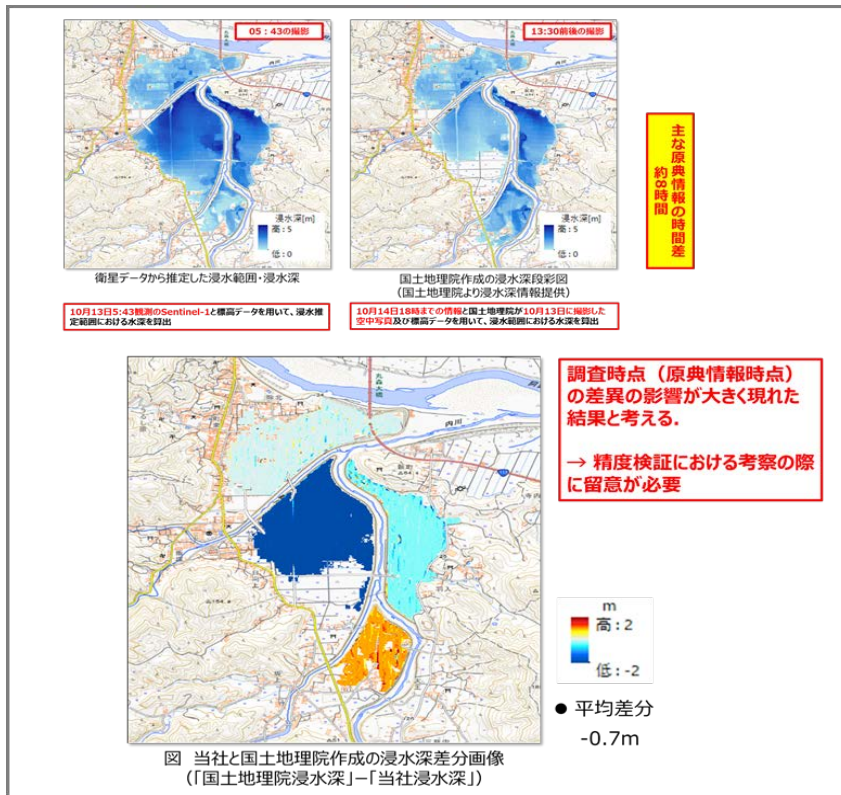 05:43の撮影
13:30前後の撮影
浸水深[m]
高:5
低:0
浸水深[m]
高:5
低:0
主な原典情報の時間差
約8時間
衛星データから推定した浸水範囲・浸水深
国土地理院作成の浸水深段彩図
(国土地理院より浸水深情報提供)
10月13日5:43観測のSentinel-1と標高データを用いて、浸水推
定範囲における水深を算出
10月14日18時までの情報と国土地理院が10月13日に撮影した
空中写真及び標高データを用いて、浸水範囲における水深を算出
丸森大橋
内川
調査時点(原典情報時点)
の差異の影響が大きく現れた
結果と考える.
→ 精度検証における考察の際
に留意が必要
m
高:2
低:-2
● 平均差分
-0.7m
図 当社と国土地理院作成の浸水深差分画像
(「国土地理院浸水深」－「当社浸水深」)